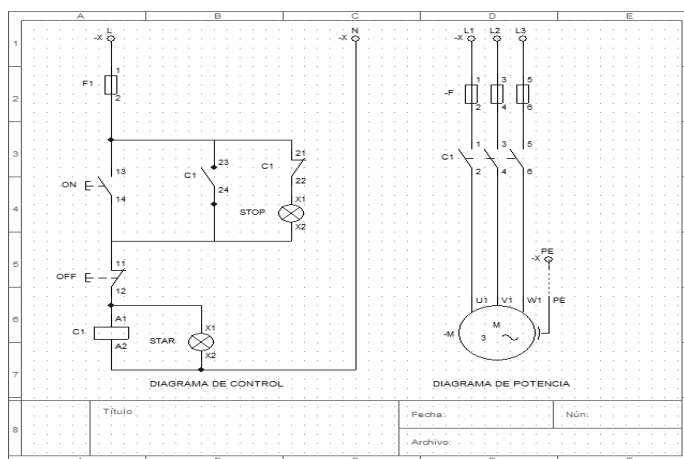 A B C D E
L N L1 L2 L3
1 -X -X -X
1 1 3 5
F1 -F
2 2 2 4 6
3 13 23 21 1 3 5
C1 C1 C1
ON 24 22 2 4 6
14 X1
4 STOP
X2
PE
-X
5 11
OFF
12 U1 V1 W1 PE
6 A1 X1 M
C1 STAR -M 3
A2 X2
7
DIAGRAMA DE CONTROL DIAGRAMA DE POTENCIA
Título Fecha: Nún:
8
Archivo: